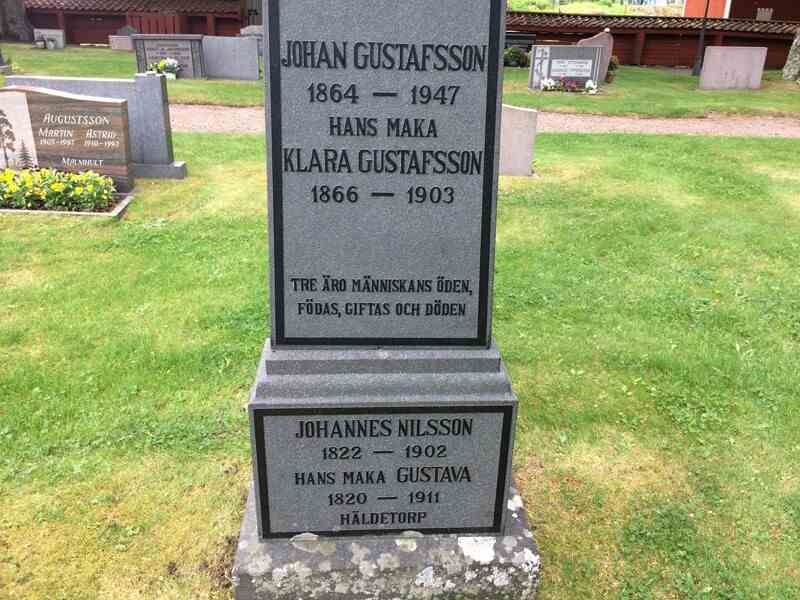 JOHAN GUSTAFSSON
1864 — 1947
HANS MAKA
KLARA GUSTAFSSON
1866 — 1903
TRE ÄRO MÄNNISKANS ÖDEN,
FÖDAS, GIFTAS OCH DÖDEN
JOHANNES NILSSON
1822 — 1902
HANS MAKA GUSTAVA
1820 — 1911
HÄLDETORP
AUGUSTSSON
MARTIN ASTRID
MALMHULT